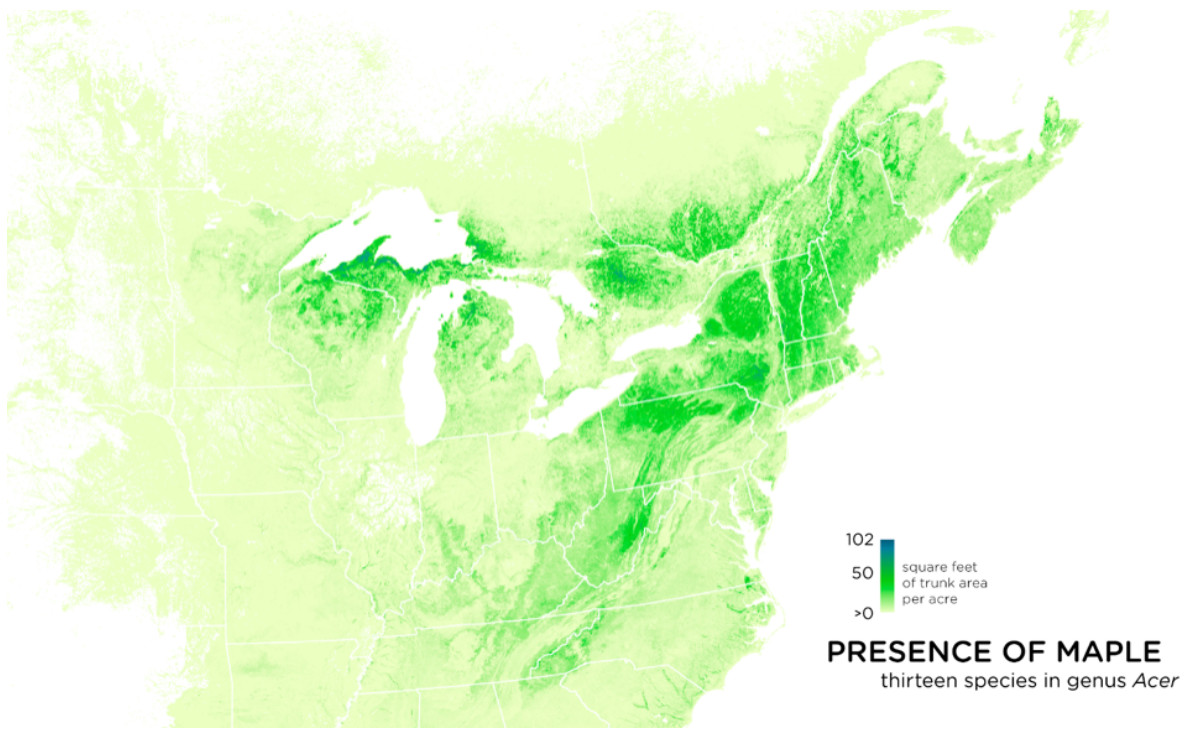 102
50
>0
square feet
of trunk area
per acre
PRESENCE OF MAPLE
thirteen species in genus Acer